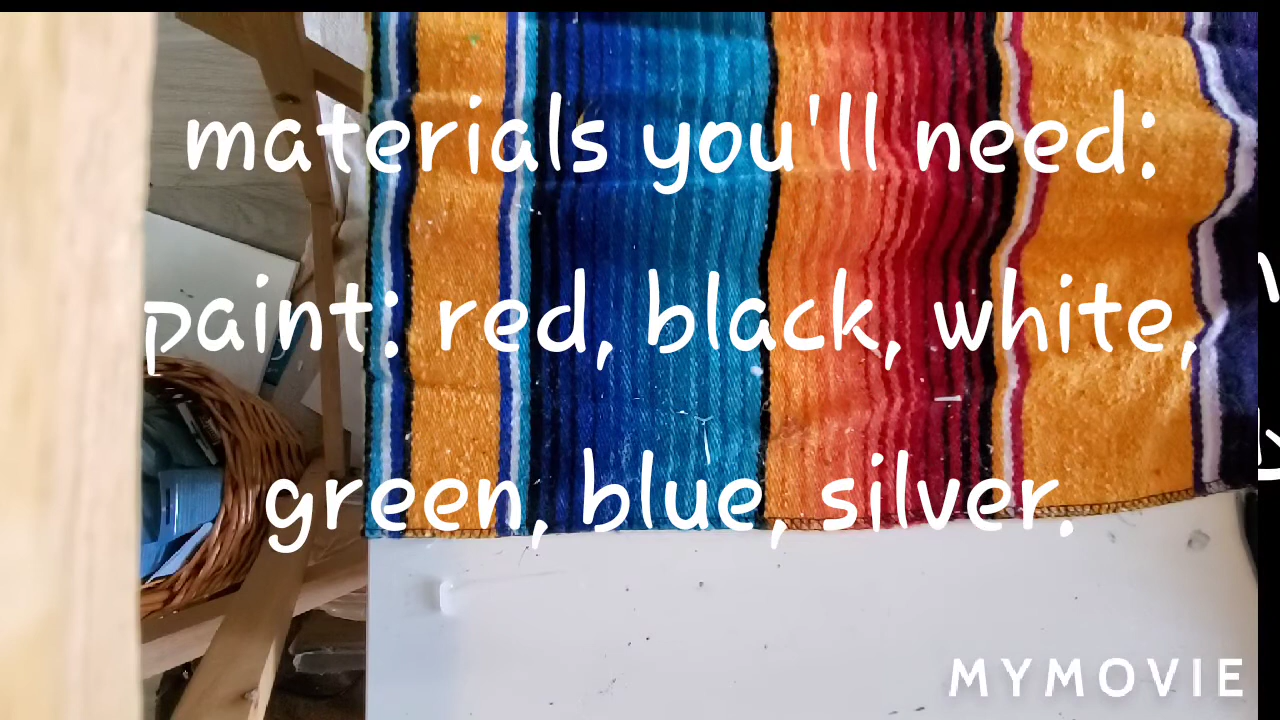 materials you'll need:
paint: red, black, white,
green, blue, silver.
MYMOVIE